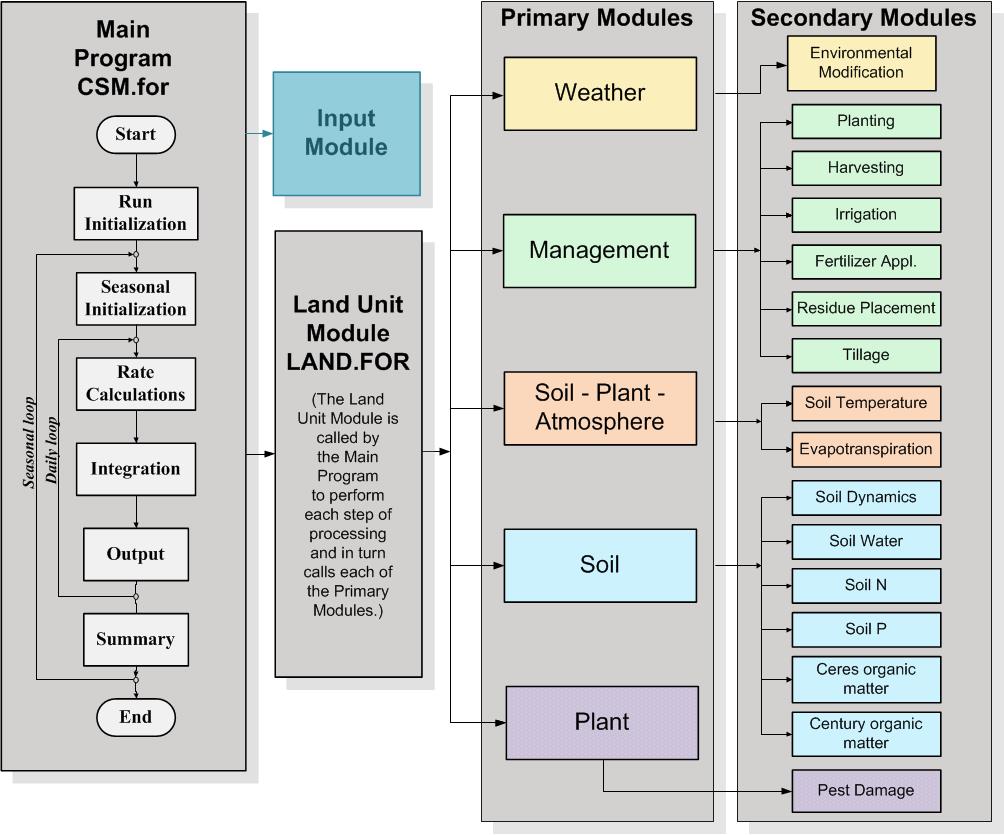 Main
Program
CSM.for
Start
Run
Initialization
Seasonal
Initialization
Rate
Calculations
Integration
Output
Summary
End
Seasonal loop
Daily loop
Input
Module
Land Unit
Module
LAND.FOR
(The Land
Unit Module is
called by
the Main
Program
to perform
each step of
processing
and in turn
calls each of
the Primary
Modules.)
Primary Modules
Weather
Management
Soil - Plant -
Atmosphere
Soil
Plant
Secondary Modules
Environmental
Modification
Planting
Harvesting
Irrigation
Fertilizer Appl.
Residue Placement
Tillage
Soil Temperature
Evapotranspiration
Soil Dynamics
Soil Water
Soil N
Soil P
Ceres organic
matter
Century organic
matter
Pest Damage